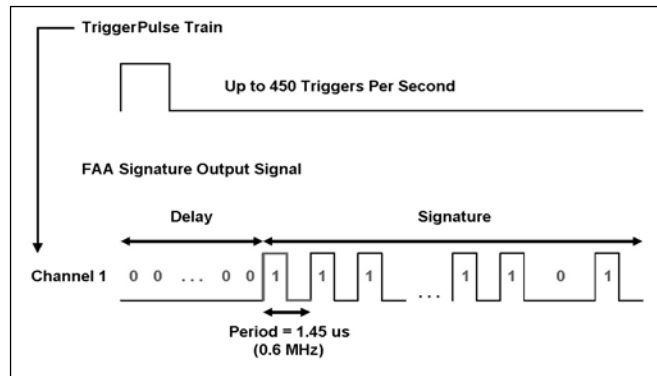 TriggerPulse Train
Up to 450 Triggers Per Second
FAA Signature Output Signal
Delay Signature
Channel 1 0 0 ... 0 0 1 1 1 ... 1 1 0 1
Period = 1.45 us
(0.6 MHz)